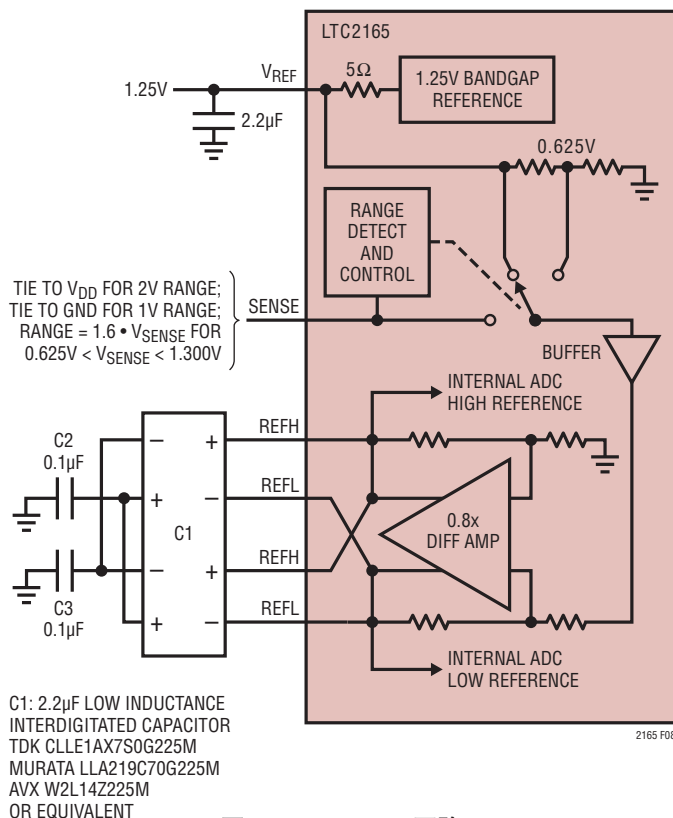 LTC2165
VREF
5Ω
1.25V BANDGAP
REFERENCE
1.25V
2.2µF
0.625V
RANGE
DETECT
AND
CONTROL
TIE TO VDD FOR 2V RANGE;
TIE TO GND FOR 1V RANGE;
RANGE = 1.6 • VSENSE FOR
0.625V < VSENSE < 1.300V
SENSE
BUFFER
INTERNAL ADC
HIGH REFERENCE
C2
0.1µF
REFH
REFL
C1
0.8x
DIFF AMP
REFH
C3
0.1µF
REFL
INTERNAL ADC
LOW REFERENCE
– +
+ –
– +
+ –
C1: 2.2µF LOW INDUCTANCE
INTERDIGITATED CAPACITOR
TDK CLLE1AX7S0G225M
MURATA LLA219C70G225M
AVX W2L14Z225M
OR EQUIVALENT
2165 F08